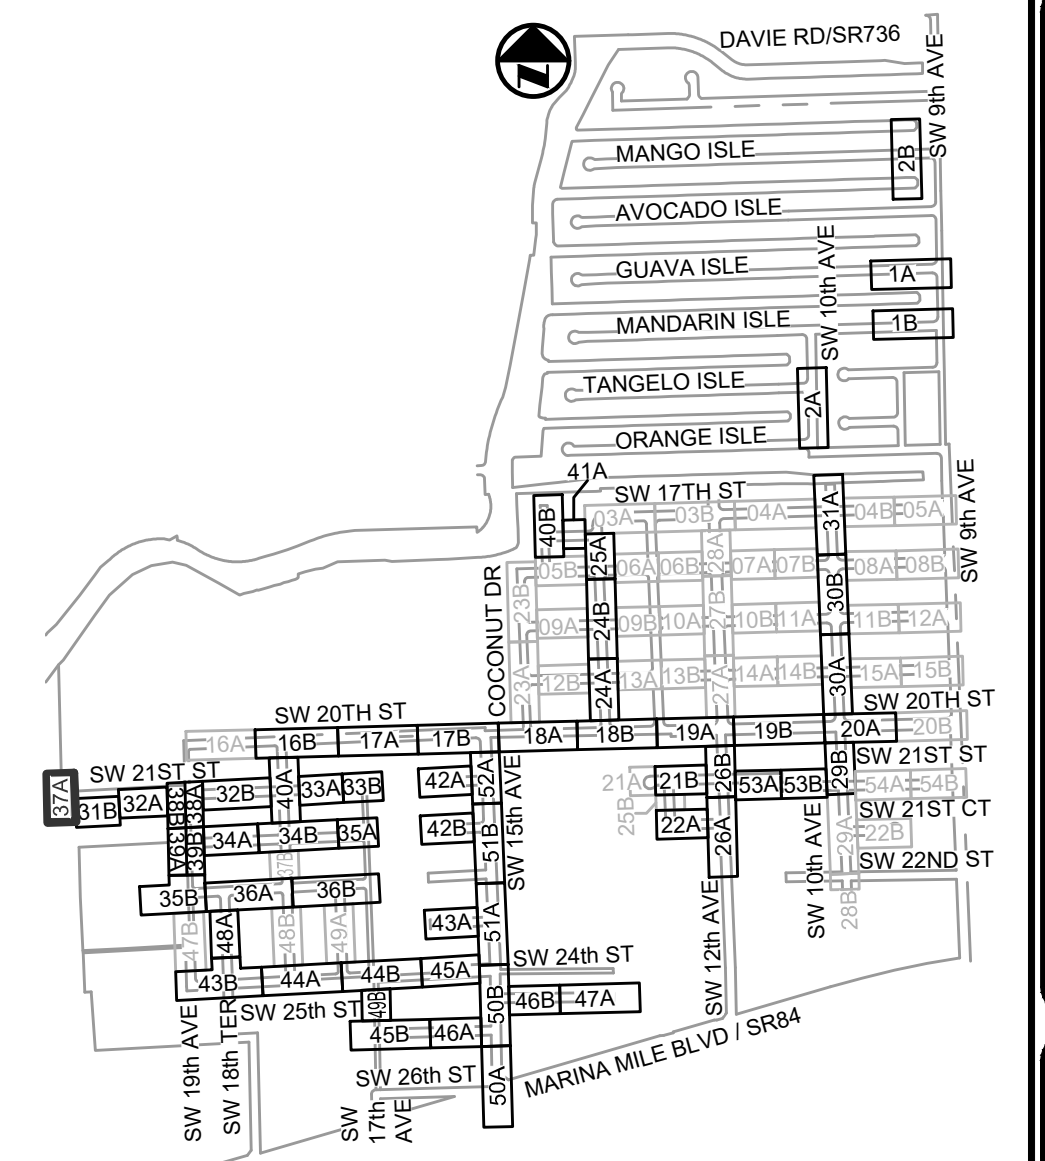 DAVIE RD/SR736
SW 9th AVE
MANGO ISLE
2B
AVOCADO ISLE
SW 10th AVE
GUAVA ISLE
1A
MANDARIN ISLE
1B
TANGELO ISLE
2A
ORANGE ISLE
41A
SW 17TH ST
SW 9th AVE
40B
03A
03B
04A
31A
04B
05A
COCONUT DR
05B
25A
06A
06B
28A
07A
07B
08A
08B
23B
09A
24B
09B
10A
27B
10B
11A
30B
11B
12A
23A
12B
24A
13A
13B
27A
14A
14B
30A
15A
15B
SW 20TH ST
SW 20TH ST
16A
16B
17A
17B
18A
18B
19A
19B
20A
20B
SW 21ST ST
SW 21ST ST
37A
31B
32A
38B
38A
32B
40A
33A
33B
42A
52A
SW 15th AVE
21A
21B
26B
53A
53B
29B
54A
54B
25B
SW 21ST CT
39A
39B
34A
34B
35A
37B
42B
51B
22A
26A
SW 10th AVE
29A
22B
SW 22ND ST
35B
36A
36B
28B
47B
48A
48B
49A
43A
51A
SW 12th AVE
SW 24th ST
43B
44A
44B
45A
SW 25th ST
49B
50B
46B
47A
45B
46A
MARINA MILE BLVD / SR84
SW 26th ST
50A
SW 19th AVE
SW 18th TER
SW
17th
AVE